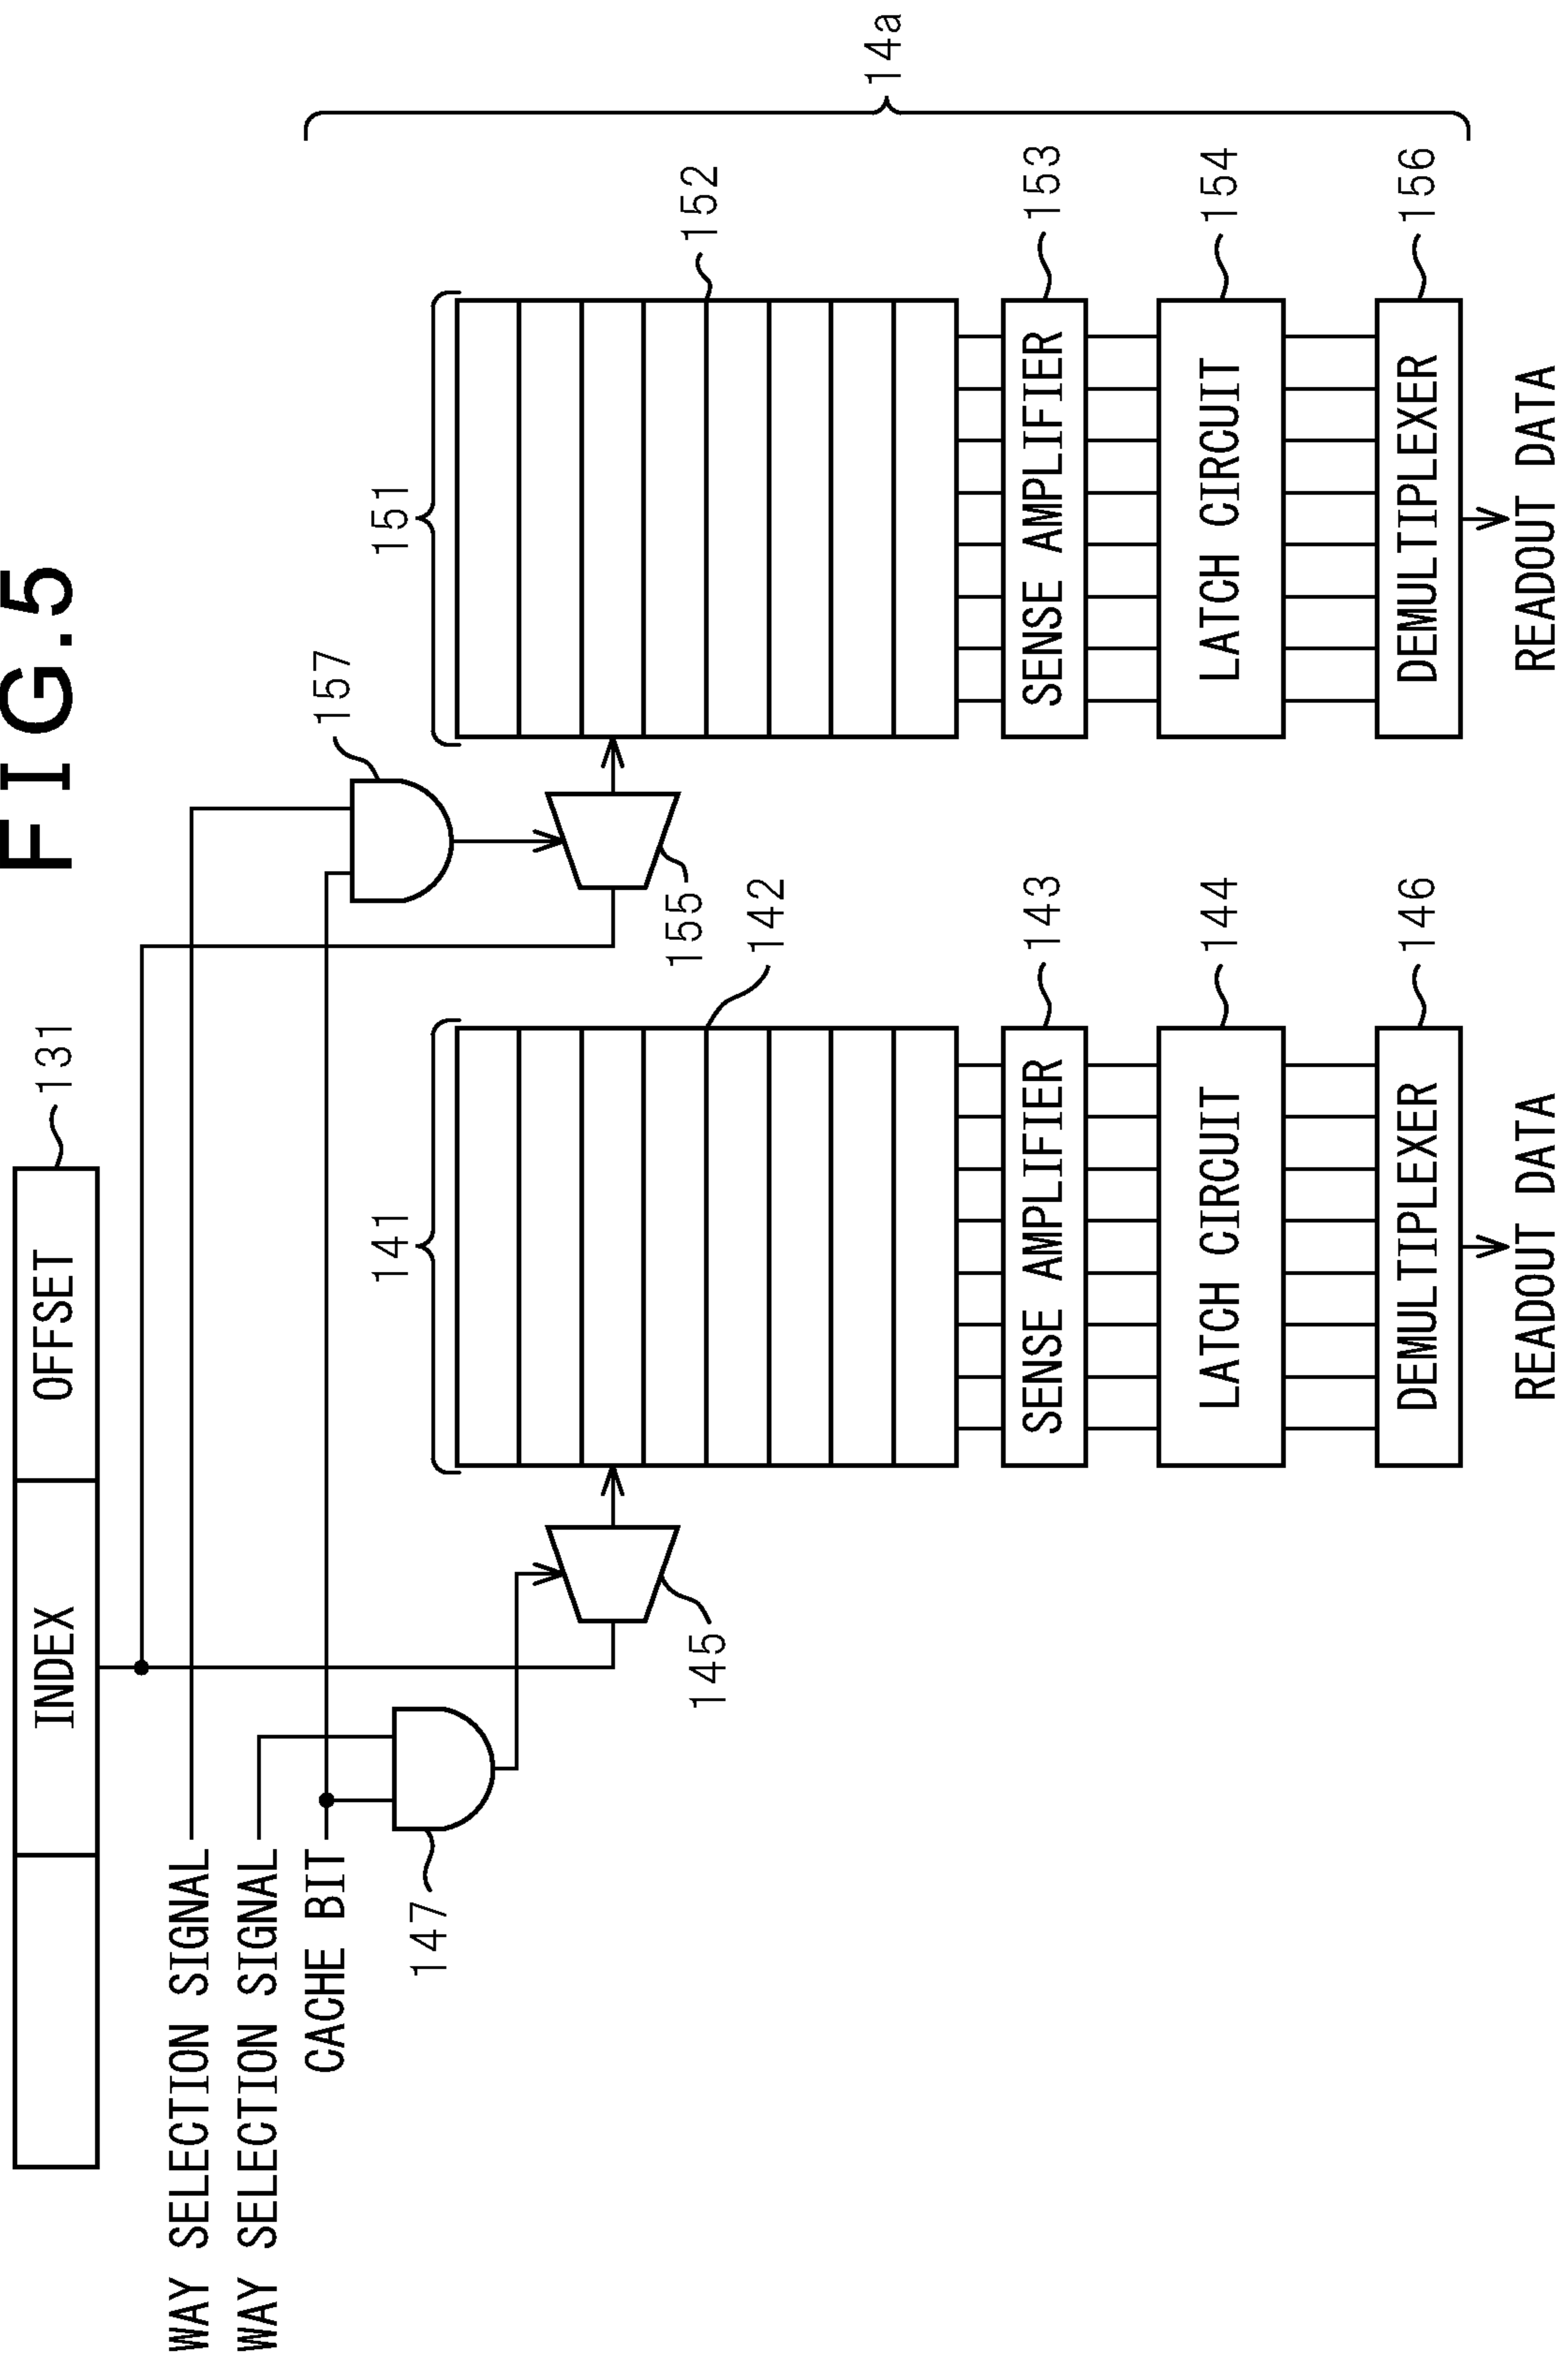 FIG.5
INDEX
OFFSET
131
WAY SELECTION SIGNAL
WAY SELECTION SIGNAL
CACHE BIT
147
157
141
151
14a
145
142
155
152
SENSE AMPLIFIER
143
SENSE AMPLIFIER
153
LATCH CIRCUIT
144
LATCH CIRCUIT
154
DEMULTIPLEXER
146
DEMULTIPLEXER
156
READOUT DATA
READOUT DATA